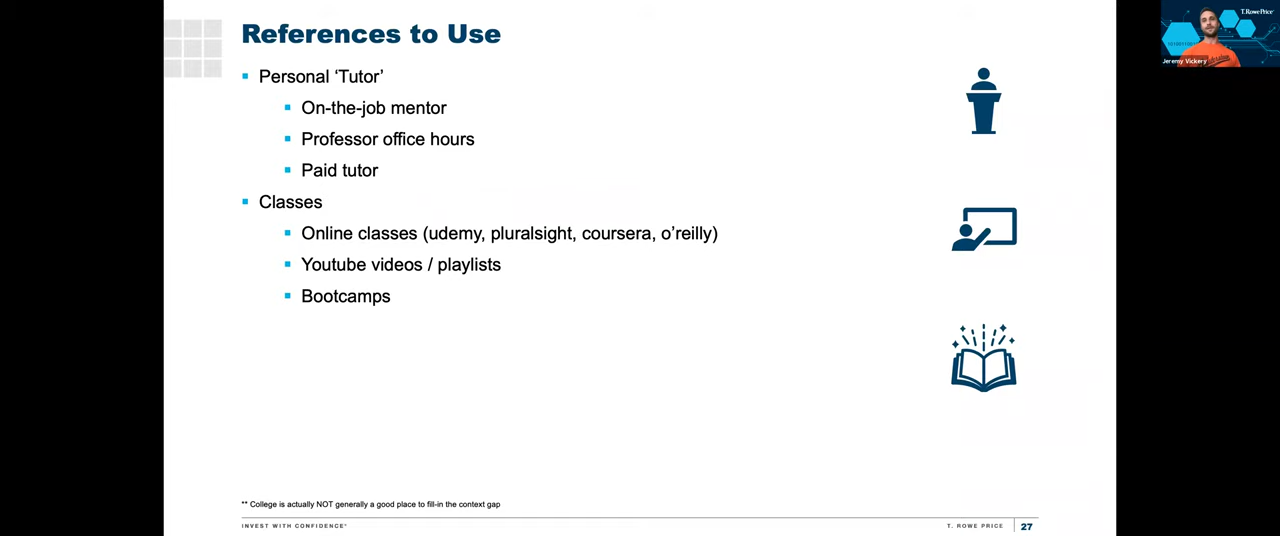 References to Use
Personal ‘Tutor’
On-the-job mentor
Professor office hours
Paid tutor
Classes
Online classes (udemy, pluralsight, coursera, o’reilly)
Youtube videos / playlists
Bootcamps
** College is actually NOT generally a good place to fill-in the context gap
INVEST WITH CONFIDENCE®
T. ROWE PRICE
27
T.RowePrice
Jeremy Vickery